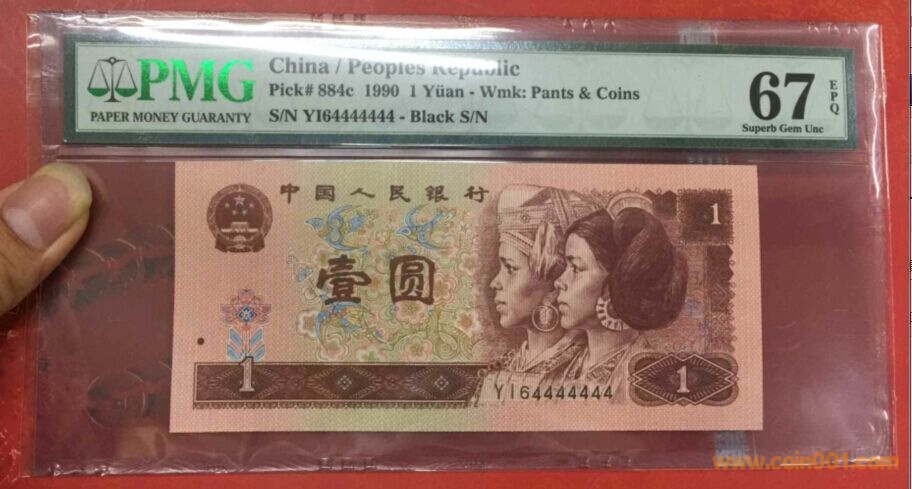 PMG
PAPER MONEY GUARANTY
China / Peoples Republic
Pick# 884c 1990 1 Yüan - Wmk: Pants & Coins
S/N YI64444444 - Black S/N
67
EPQ
Superb Gem Unc
中国人民银行
1
壹圆
1
YI64444444
1
www.coin001.com